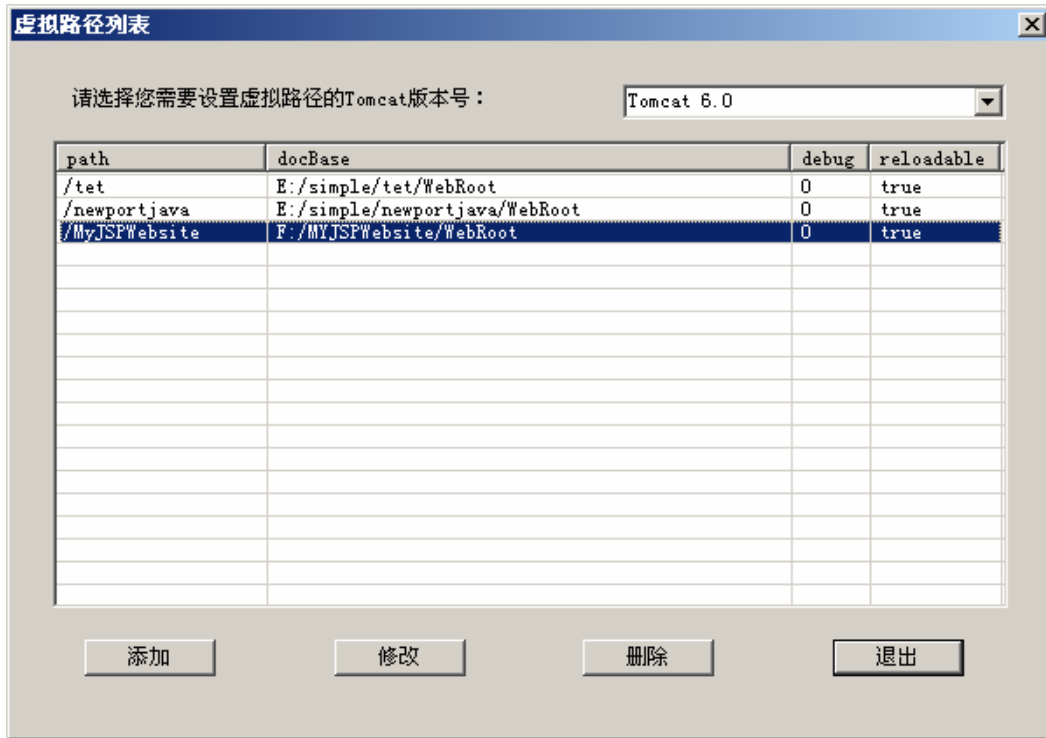 虚拟路径列表
请选择您需要设置虚拟路径的Tomcat版本号： Tomcat 6.0
path docBase debug reloadable
/tet E:/simple/tet/WebRoot 0 true
/newportjava E:/simple/newportjava/WebRoot 0 true
/MyJSPWebsite F:/MYJSPWebsite/WebRoot 0 true
添加 修改 删除 退出